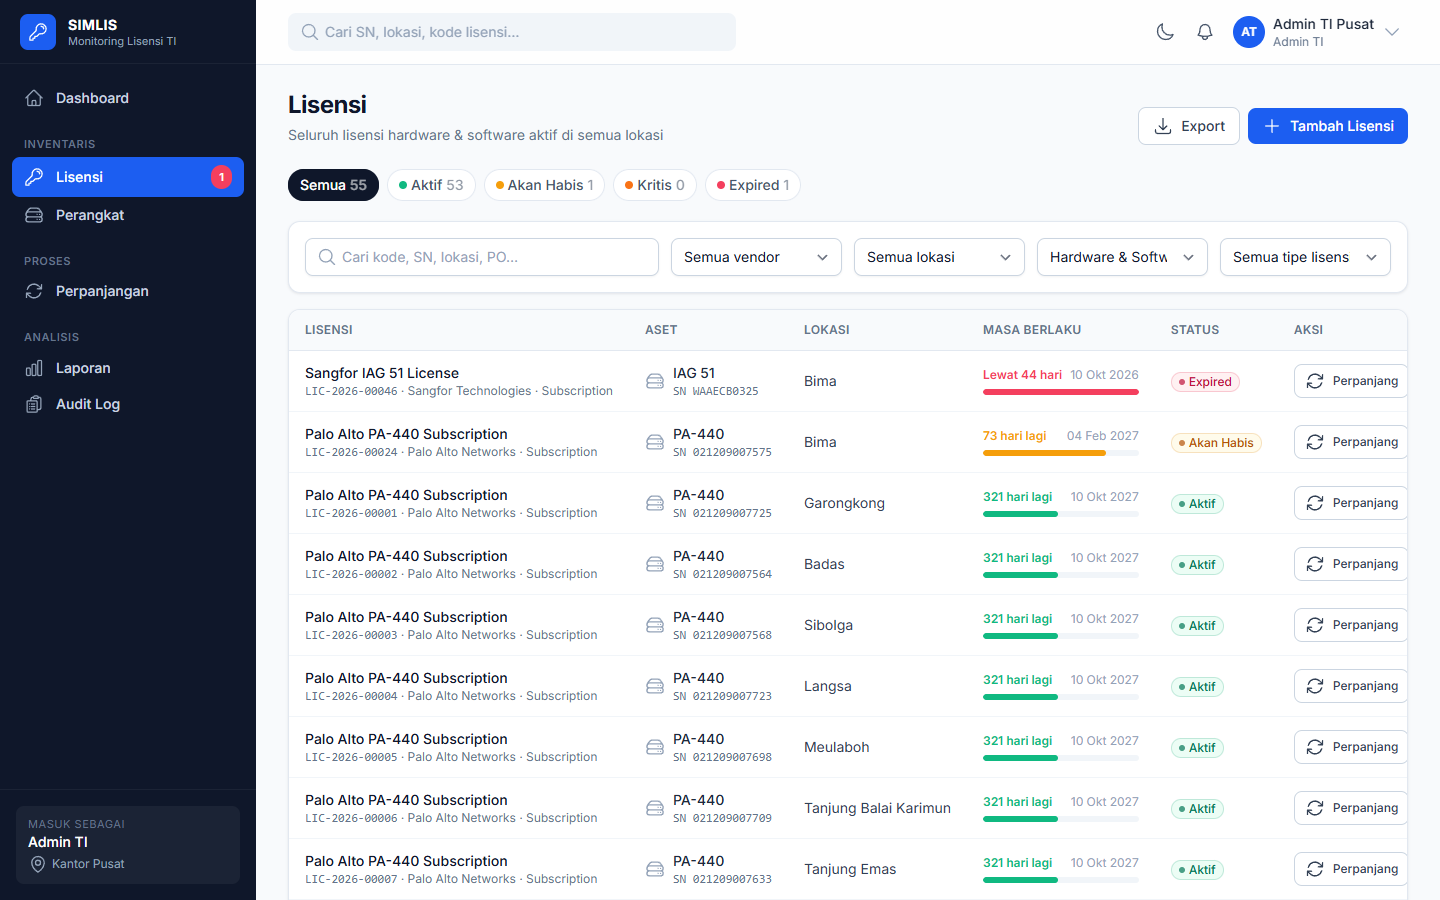 SIMLIS
Monitoring Lisensi TI
Dashboard
INVENTARIS
Lisensi 1
Perangkat
PROSES
Perpanjangan
ANALISIS
Laporan
Audit Log
MASUK SEBAGAI
Admin TI
Kantor Pusat
Cari SN, lokasi, kode lisensi...
AT
Admin TI Pusat
Admin TI
Lisensi
Seluruh lisensi hardware & software aktif di semua lokasi
Export
Tambah Lisensi
Semua 55 Aktif 53 Akan Habis 1 Kritis 0 Expired 1
Cari kode, SN, lokasi, PO... Semua vendor Semua lokasi Hardware & Softw Semua tipe lisens
LISENSI ASET LOKASI MASA BERLAKU STATUS AKSI
Sangfor IAG 51 License IAG 51 Bima Lewat 44 hari 10 Okt 2026 Expired Perpanjang
LIC-2026-00046 · Sangfor Technologies · Subscription SN WAAECB0325
Palo Alto PA-440 Subscription PA-440 Bima 73 hari lagi 04 Feb 2027 Akan Habis Perpanjang
LIC-2026-00024 · Palo Alto Networks · Subscription SN 021209007575
Palo Alto PA-440 Subscription PA-440 Garongkong 321 hari lagi 10 Okt 2027 Aktif Perpanjang
LIC-2026-00001 · Palo Alto Networks · Subscription SN 021209007725
Palo Alto PA-440 Subscription PA-440 Badas 321 hari lagi 10 Okt 2027 Aktif Perpanjang
LIC-2026-00002 · Palo Alto Networks · Subscription SN 021209007564
Palo Alto PA-440 Subscription PA-440 Sibolga 321 hari lagi 10 Okt 2027 Aktif Perpanjang
LIC-2026-00003 · Palo Alto Networks · Subscription SN 021209007568
Palo Alto PA-440 Subscription PA-440 Langsa 321 hari lagi 10 Okt 2027 Aktif Perpanjang
LIC-2026-00004 · Palo Alto Networks · Subscription SN 021209007723
Palo Alto PA-440 Subscription PA-440 Meulaboh 321 hari lagi 10 Okt 2027 Aktif Perpanjang
LIC-2026-00005 · Palo Alto Networks · Subscription SN 021209007698
Palo Alto PA-440 Subscription PA-440 Tanjung Balai Karimun 321 hari lagi 10 Okt 2027 Aktif Perpanjang
LIC-2026-00006 · Palo Alto Networks · Subscription SN 021209007709
Palo Alto PA-440 Subscription PA-440 Tanjung Emas 321 hari lagi 10 Okt 2027 Aktif Perpanjang
LIC-2026-00007 · Palo Alto Networks · Subscription SN 021209007633